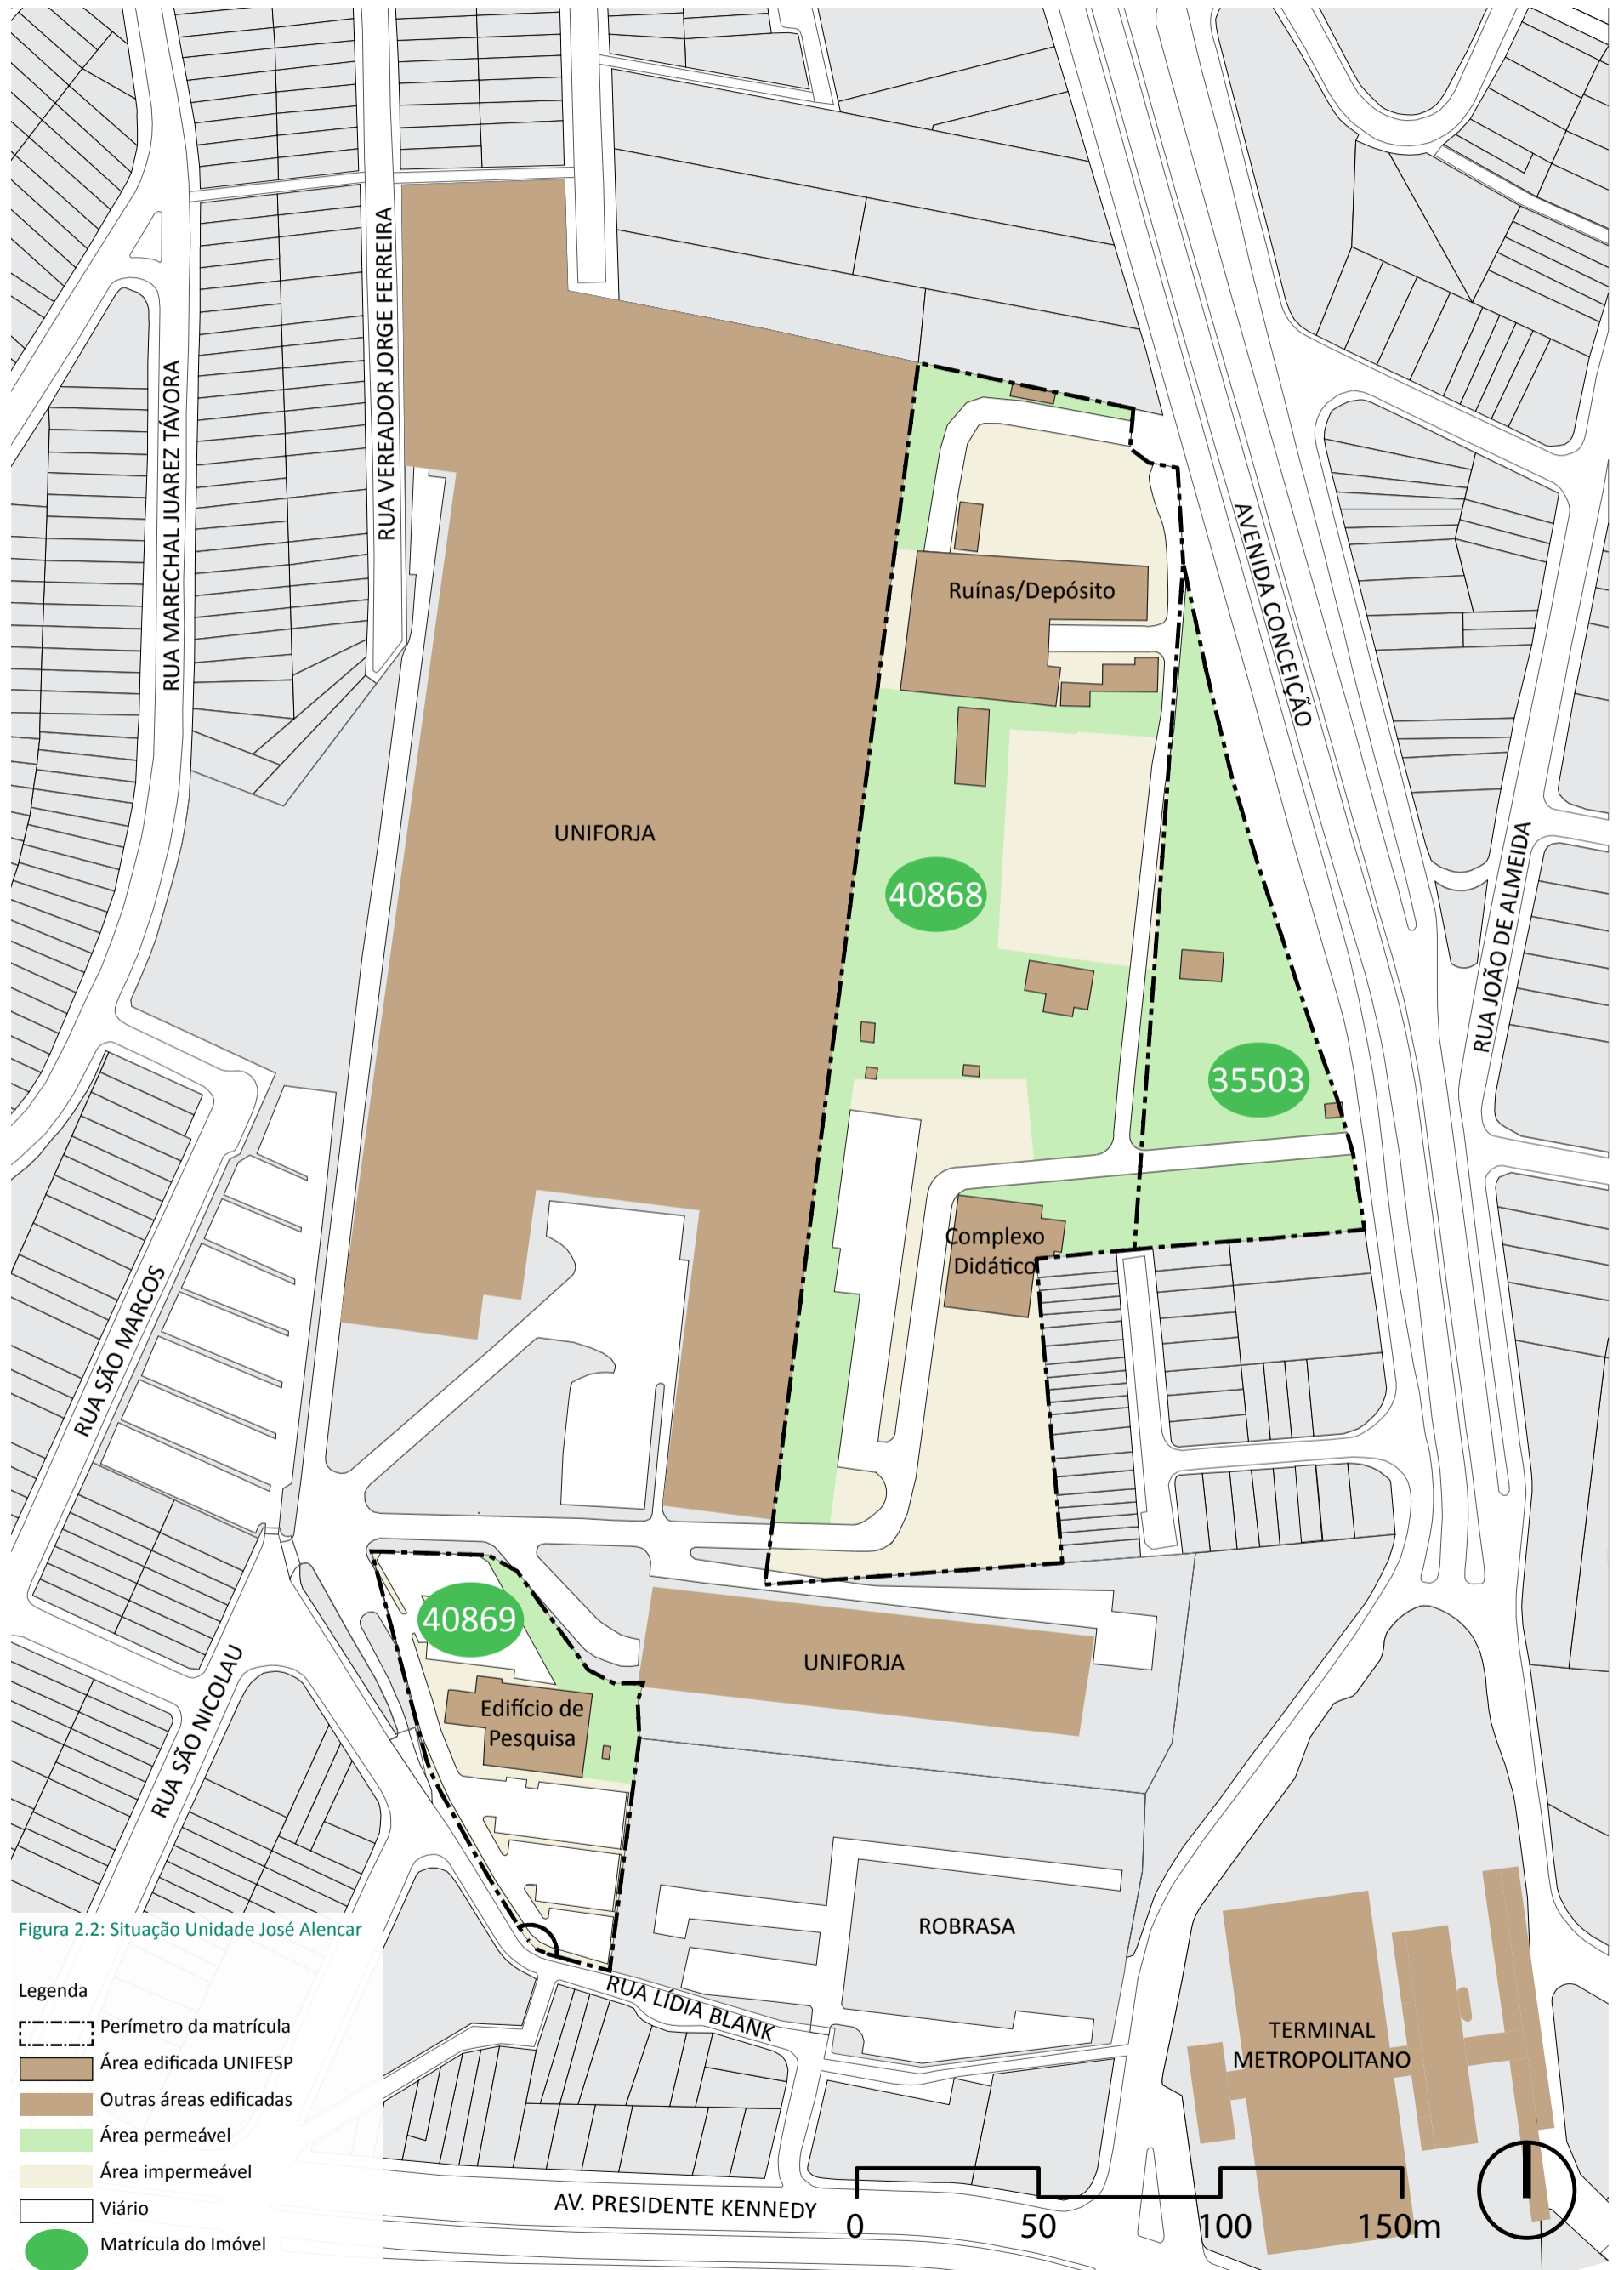 RUA VEREADOR JORGE FERREIRA
RUA MARECHAL JUAREZ TÁVORA
AVENIDA CONCEIÇÃO
Ruínas/Depósito
UNIFORJA
40868
RUA JOÃO DE ALMEIDA
35503
Complexo
Didático
RUA SÃO MARCOS
40869
UNIFORJA
RUA SÃO NICOLAU
Edifício de
Pesquisa
ROBRASA
RUA LÍDIA BLANK
TERMINAL
METROPOLITANO
Figura 2.2: Situação Unidade José Alencar
Legenda
Perímetro da matrícula
Área edificada UNIFESP
Outras áreas edificadas
Área permeável
Área impermeável
Viário
Matrícula do Imóvel
AV. PRESIDENTE KENNEDY
0 50 100 150m